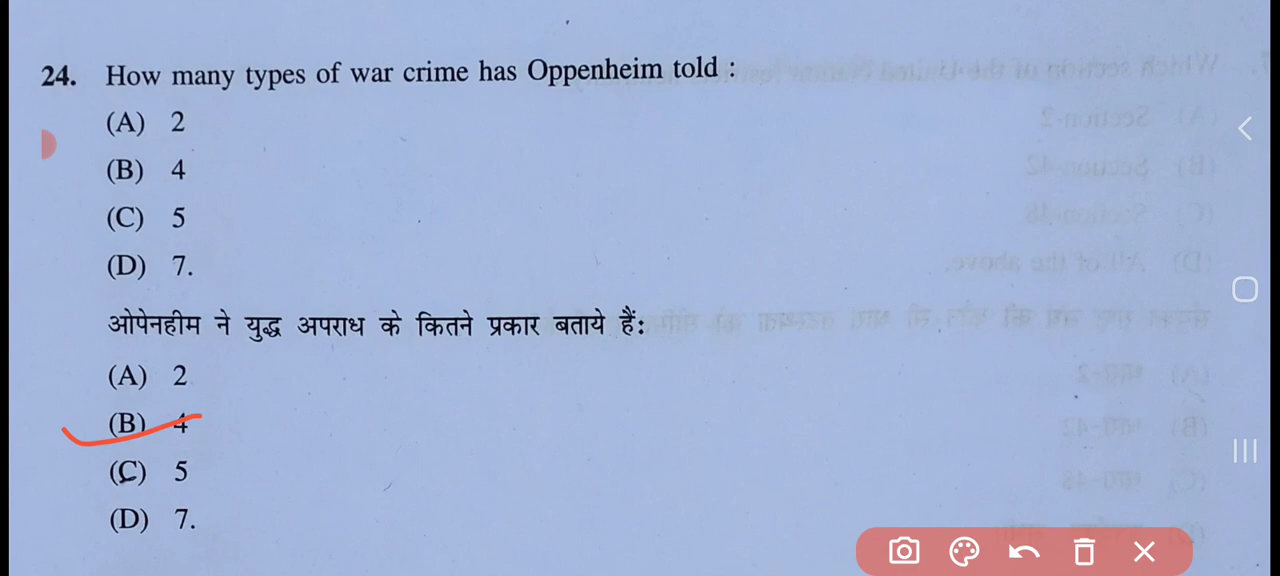 24. How many types of war crime has Oppenheim told :
(A) 2
(B) 4
(C) 5
(D) 7.
ओपेनहीम ने युद्ध अपराध के कितने प्रकार बताये हैं:
(A) 2
(B) 4
(C) 5
(D) 7.